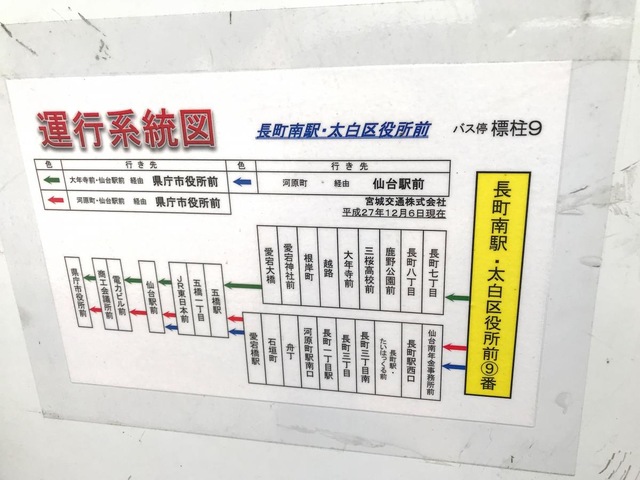 運行系統図
長町南駅・太白区役所前
バス停 標柱9
色 行き先 色 行き先
大年寺前・仙台駅前 経由 県庁市役所前
河原町 経由 仙台駅前
河原町・仙台駅前 経由 県庁市役所前
宮城交通株式会社
平成27年12月6日現在
長町南駅・太白区役所前⑨番
長町七丁目
長町八丁目
鹿野公園前
三桜高校前
大年寺前
越路
根岸町
愛宕神社前
愛宕大橋
仙台南年金事務所前
長町駅西口
長町駅・たいはっくる前
長町三丁目南
長町三丁目
長町一丁目駅
河原町駅南口
舟丁
石垣町
愛宕橋駅
五橋駅
五橋一丁目
JR東日本前
仙台駅前
電力ビル前
商工会議所前
県庁市役所前